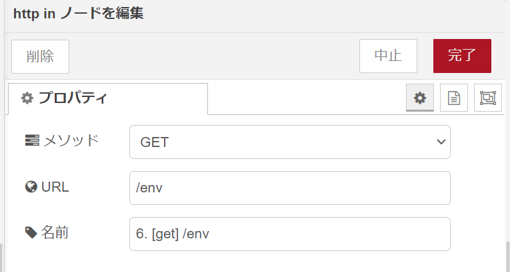 http in ノードを編集
削除
中止
完了
プロパティ
メソッド
GET
URL
/env
名前
6. [get] /env